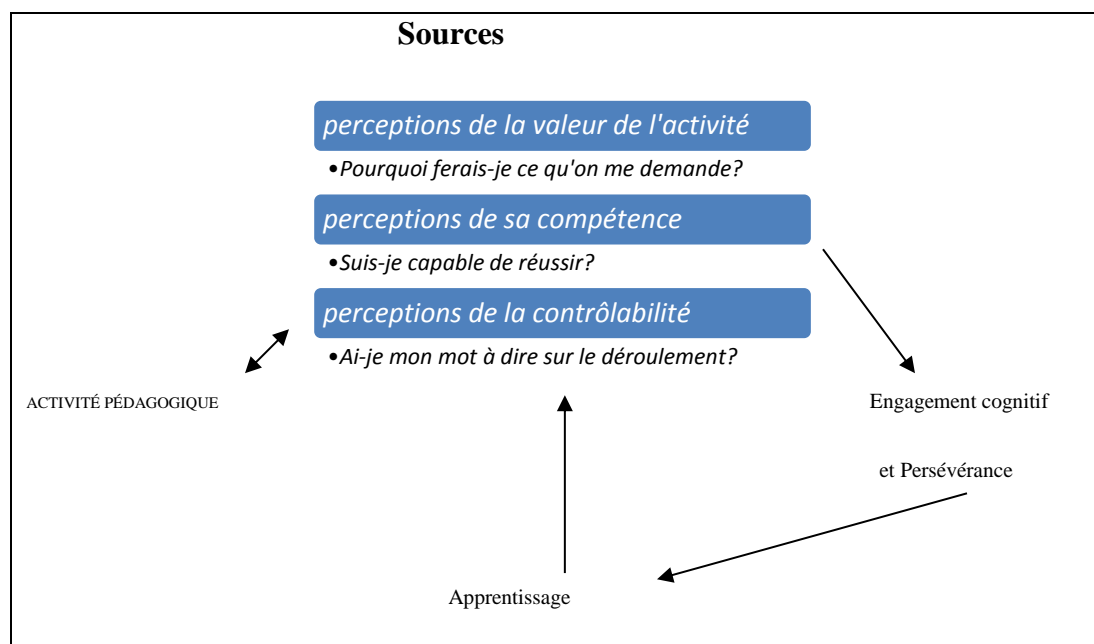 Sources
perceptions de la valeur de l'activité
•Pourquoi ferais-je ce qu'on me demande?
perceptions de sa compétence
•Suis-je capable de réussir?
perceptions de la contrôlabilité
•Ai-je mon mot à dire sur le déroulement?
ACTIVITÉ PÉDAGOGIQUE
Engagement cognitif
et Persévérance
Apprentissage